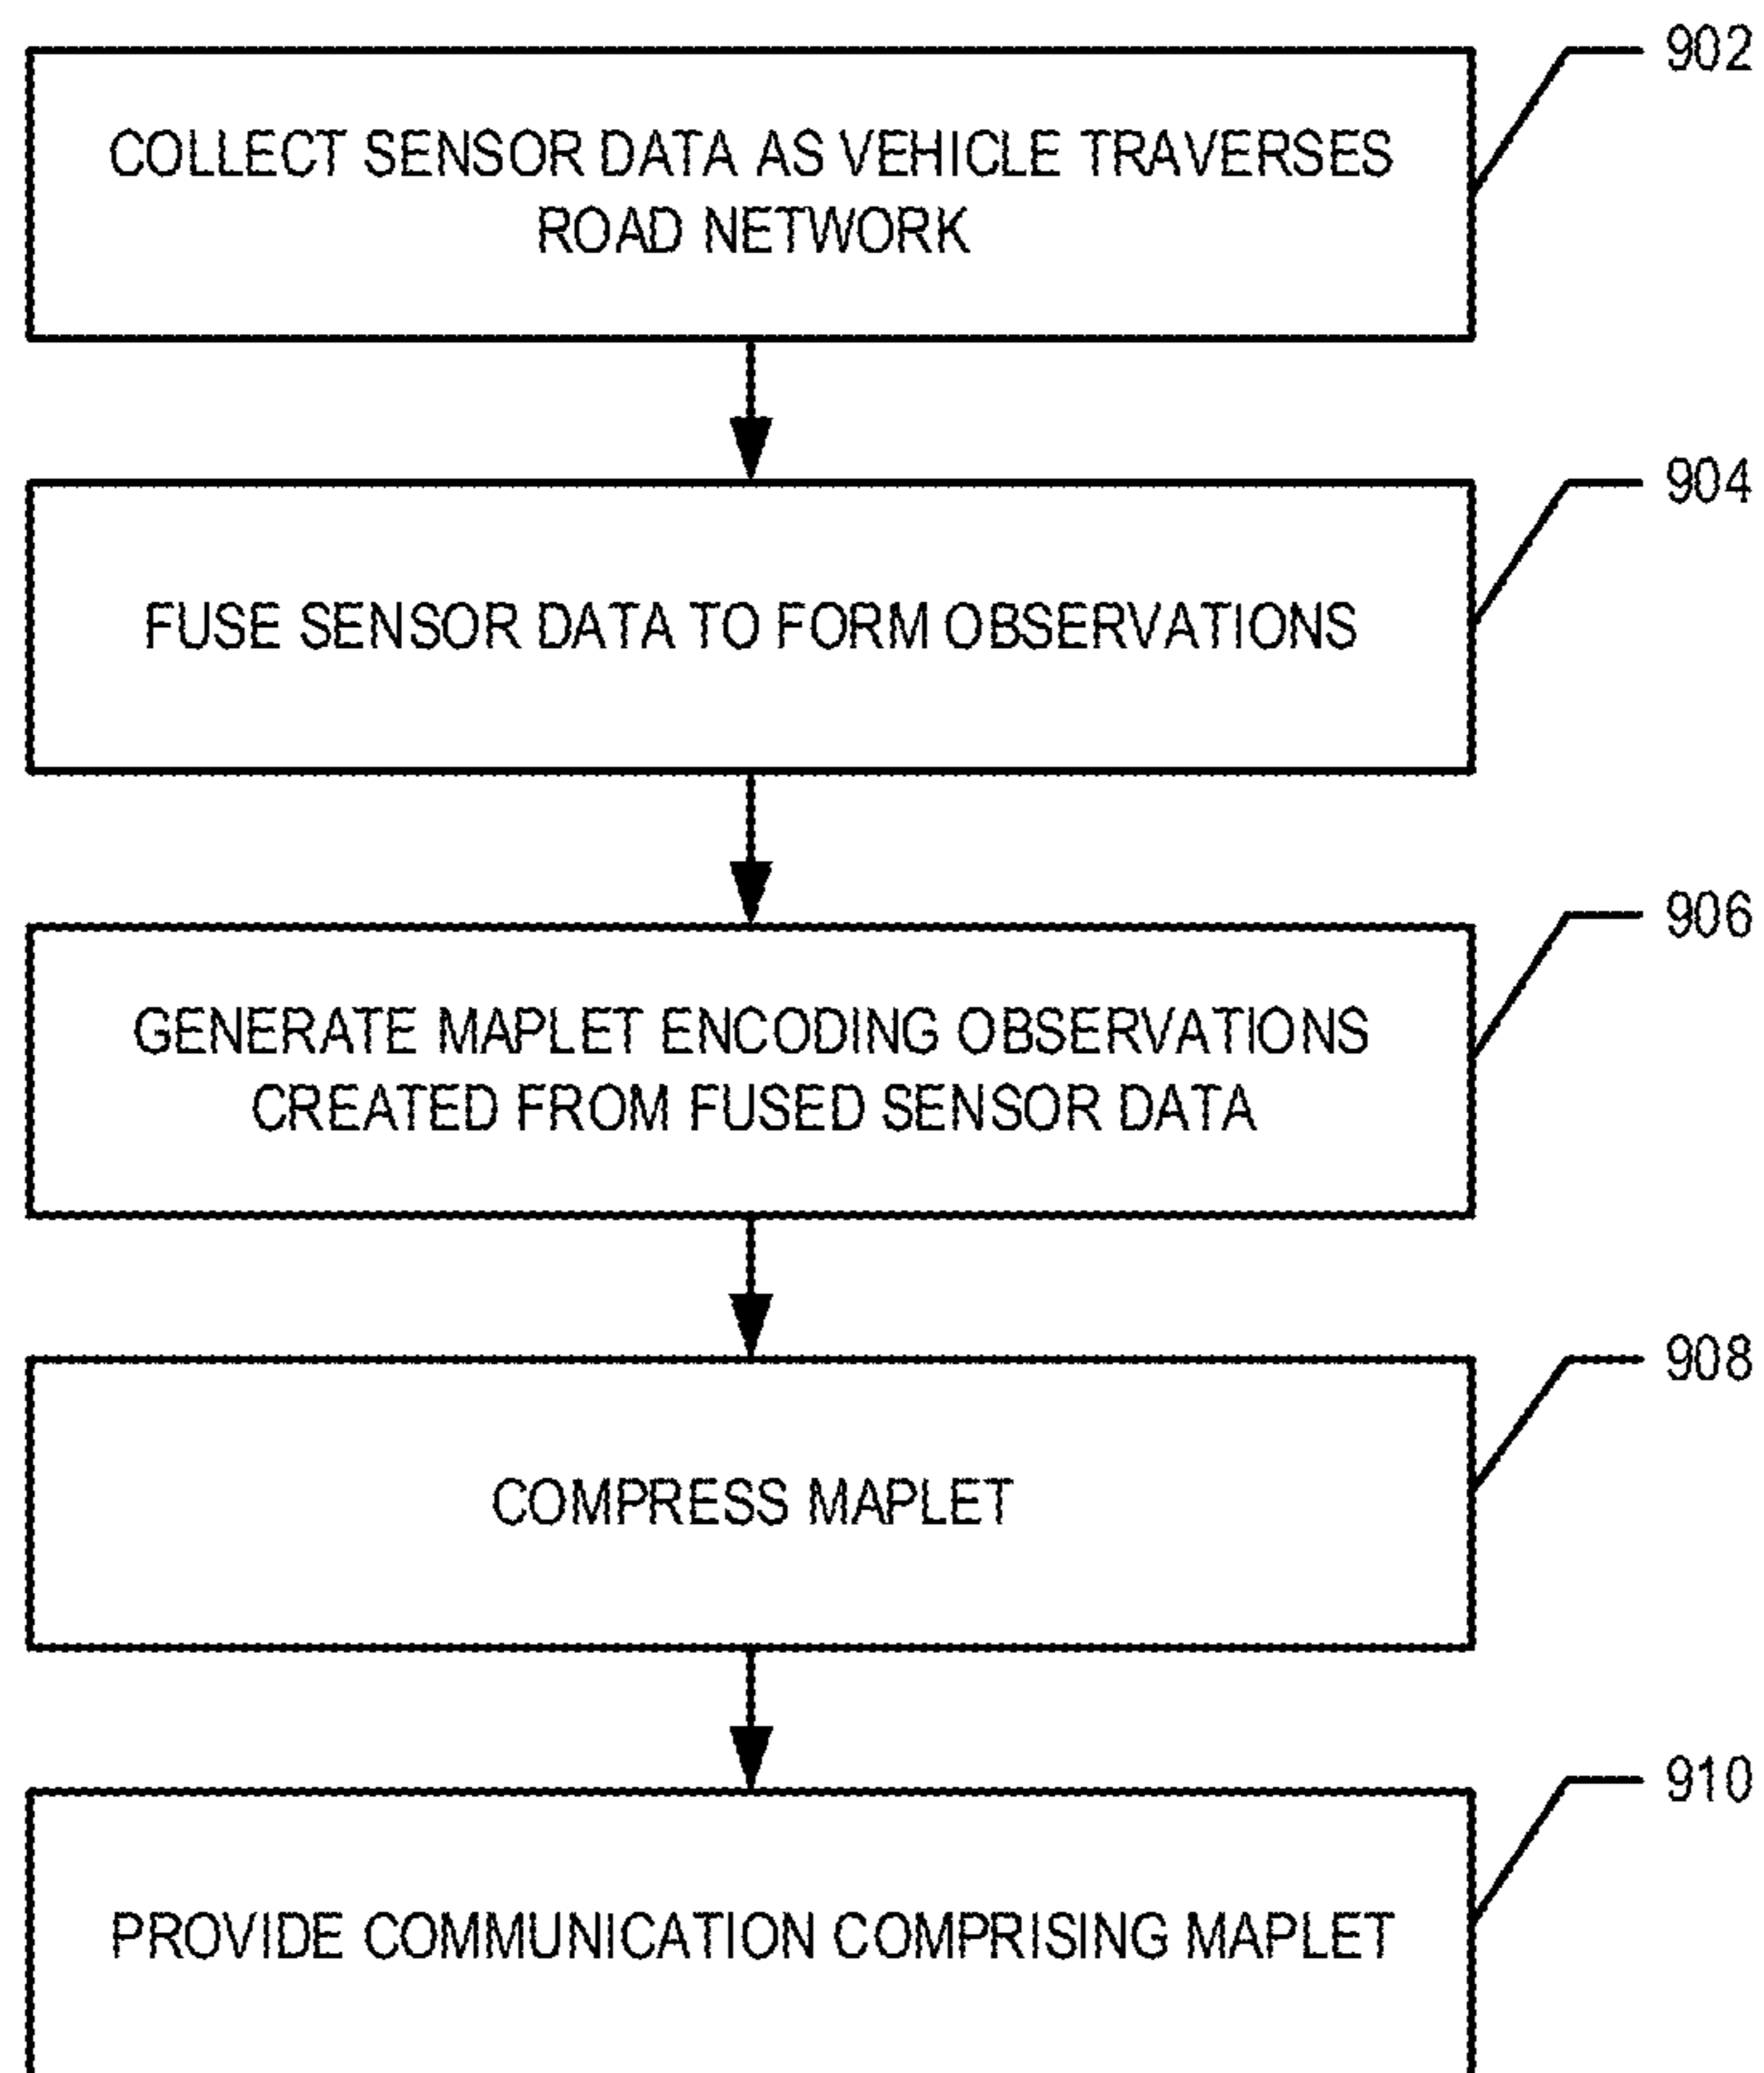 902
COLLECT SENSOR DATA AS VEHICLE TRAVERSES
ROAD NETWORK
904
FUSE SENSOR DATA TO FORM OBSERVATIONS
906
GENERATE MAPLET ENCODING OBSERVATIONS
CREATED FROM FUSED SENSOR DATA
908
COMPRESS MAPLET
910
PROVIDE COMMUNICATION COMPRISING MAPLET